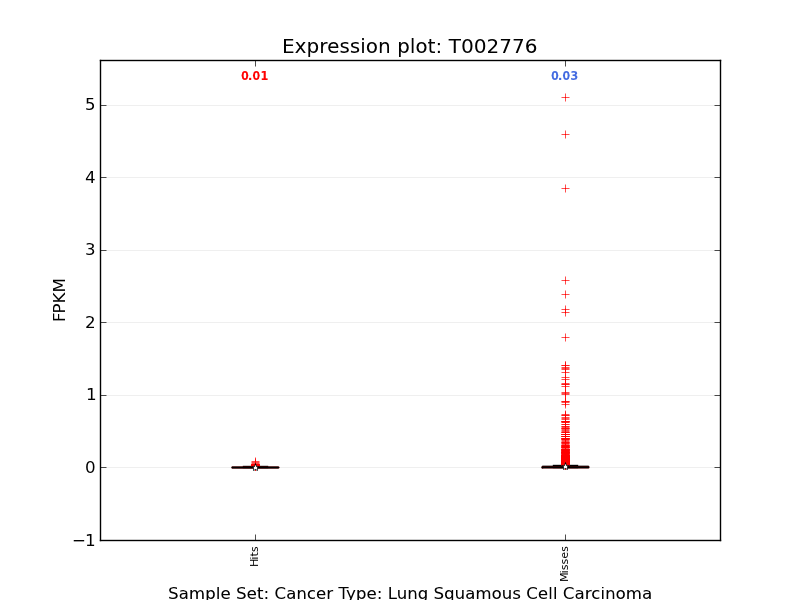 Expression plot: T002776
0.01
0.03
5
4
3
2
1
0
−1
FPKM
Hits
Misses
Sample Set: Cancer Type: Lung Squamous Cell Carcinoma